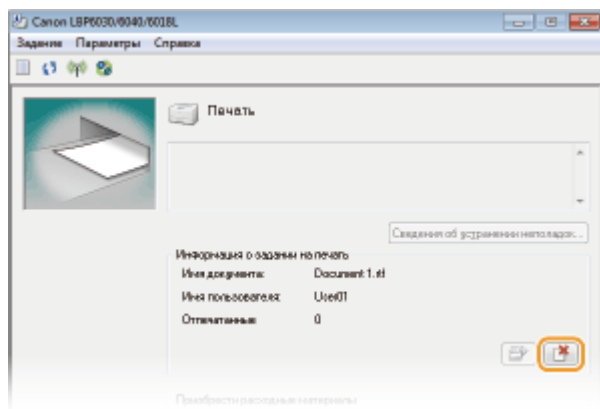 Canon LBP6030/6040/6018L
Задание Параметры Справка
Печать
Сведения об устранении неполадок...
Информация о задании на печать
Имя документа: Document 1.rtf
Имя пользователя: User01
Отпечатанные: 0
Приобрести расходные материалы